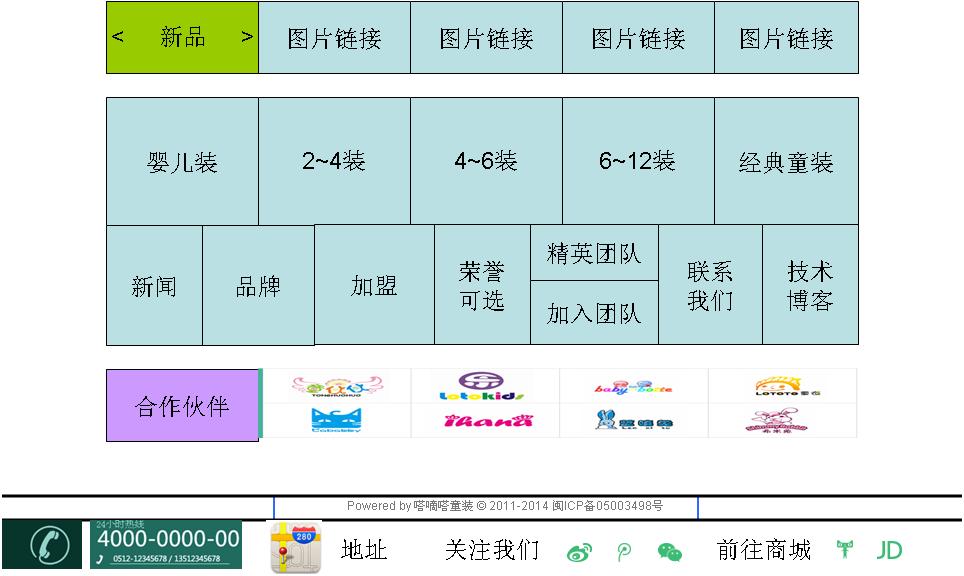 < 新品 > 图片链接 图片链接 图片链接 图片链接
婴儿装 2~4装 4~6装 6~12装 经典童装
新闻 品牌 加盟 荣誉可选 精英团队 加入团队 联系我们 技术博客
合作伙伴
TONGHUOHUO Lotokids LOTOTO
Ihana
Powered by 嗒嘀嗒童装 © 2011-2014 闽ICP备05003498号
24小时热线
4000-0000-00
0512-12345678 / 13512345678
280
地址 关注我们 前往商城 JD